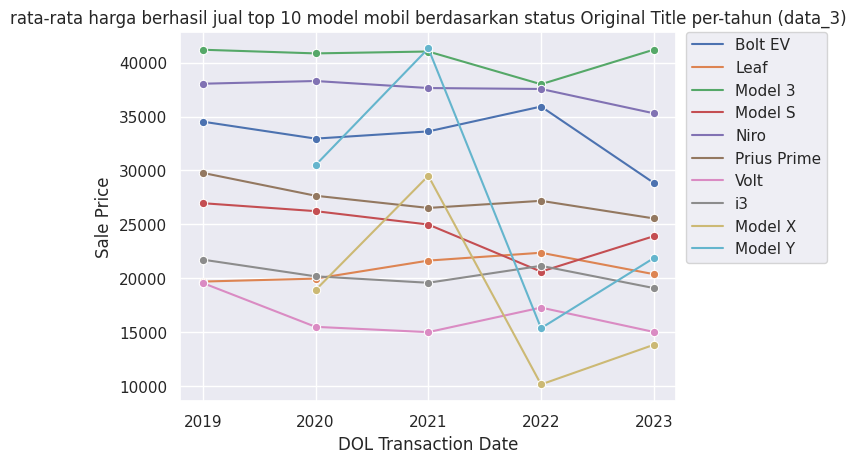 rata-rata harga berhasil jual top 10 model mobil berdasarkan status Original Title per-tahun (data_3)
Bolt EV
Leaf
Model 3
Model S
Niro
Prius Prime
Volt
i3
Model X
Model Y
Sale Price
40000
35000
30000
25000
20000
15000
10000
2019 2020 2021 2022 2023
DOL Transaction Date